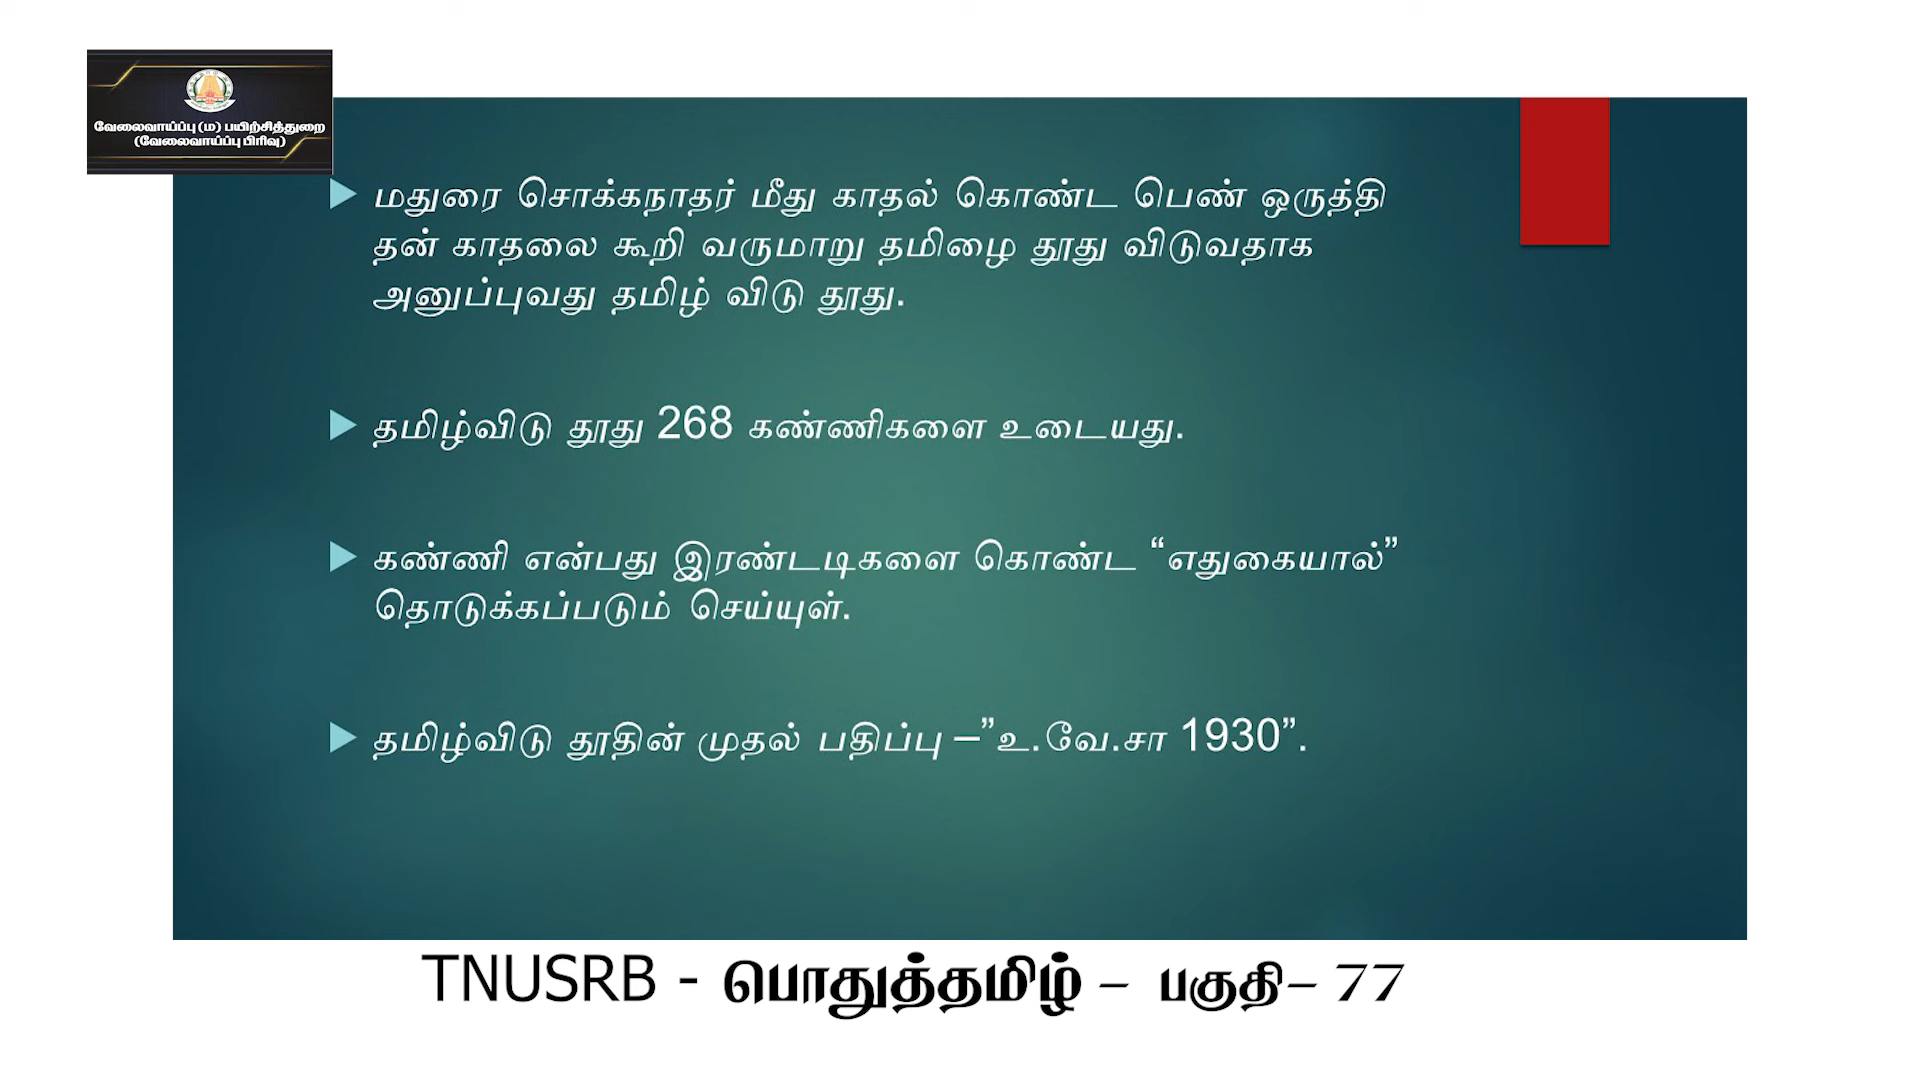 வேலைவாய்ப்பு (ம) பயிற்சித்துறை
(வேலைவாய்ப்பு பிரிவு)
மதுரை சொக்கநாதர் மீது காதல் கொண்ட பெண் ஒருத்தி
தன் காதலை கூறி வருமாறு தமிழை தூது விடுவதாக
அனுப்புவது தமிழ் விடு தூது.
தமிழ்விடு தூது 268 கண்ணிகளை உடையது.
கண்ணி என்பது இரண்டடிகளை கொண்ட “எதுகையால்”
தொடுக்கப்படும் செய்யுள்.
தமிழ்விடு தூதின் முதல் பதிப்பு –”உ.வே.சா 1930”.
TNUSRB - பொதுத்தமிழ் – பகுதி– 77